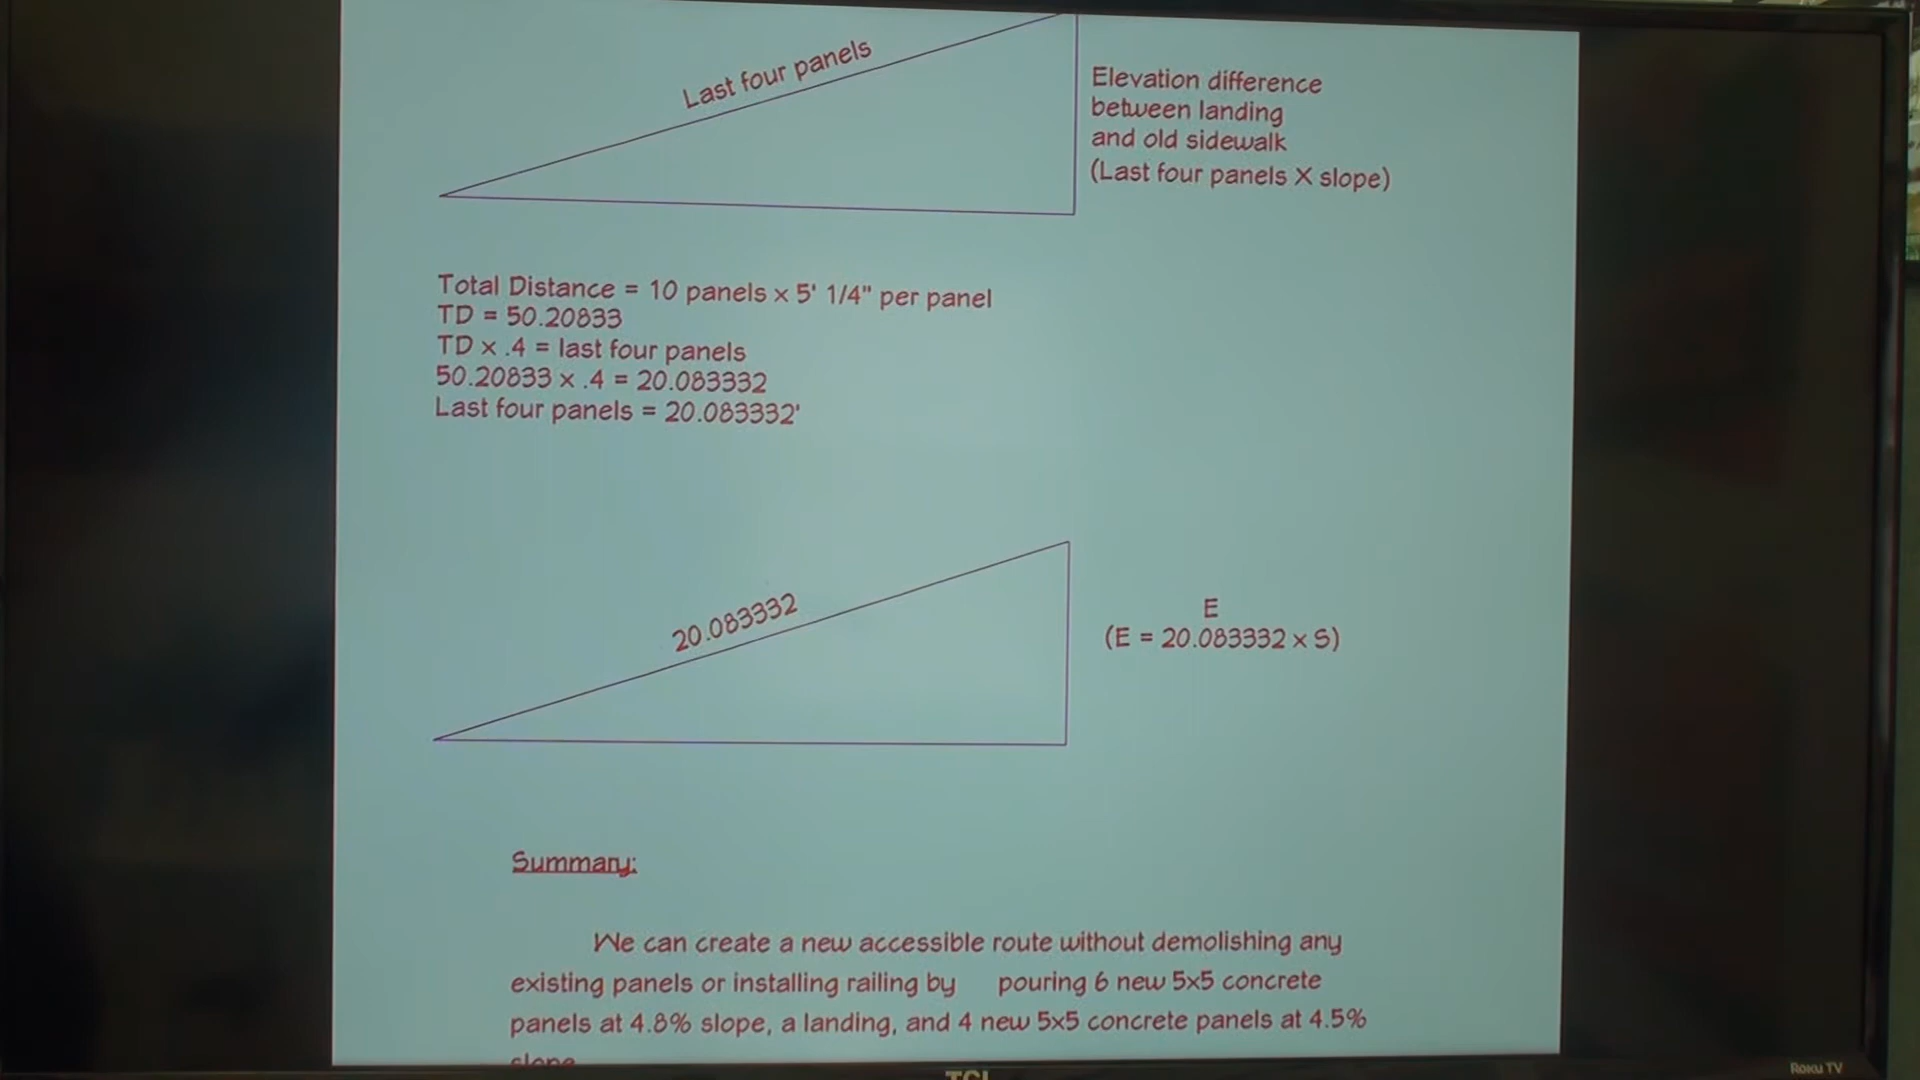 Last four panels
Elevation difference
between landing
and old sidewalk
(Last four panels X slope)
Total Distance = 10 panels x 5' 1/4" per panel
TD = 50.20833
TD x .4 = last four panels
50.20833 x .4 = 20.083332
Last four panels = 20.083332'
20.083332
E
(E = 20.083332 x S)
Summary:
We can create a new accessible route without demolishing any
existing panels or installing railing by pouring 6 new 5x5 concrete
panels at 4.8% slope, a landing, and 4 new 5x5 concrete panels at 4.5%
slope
TCL
Roku TV